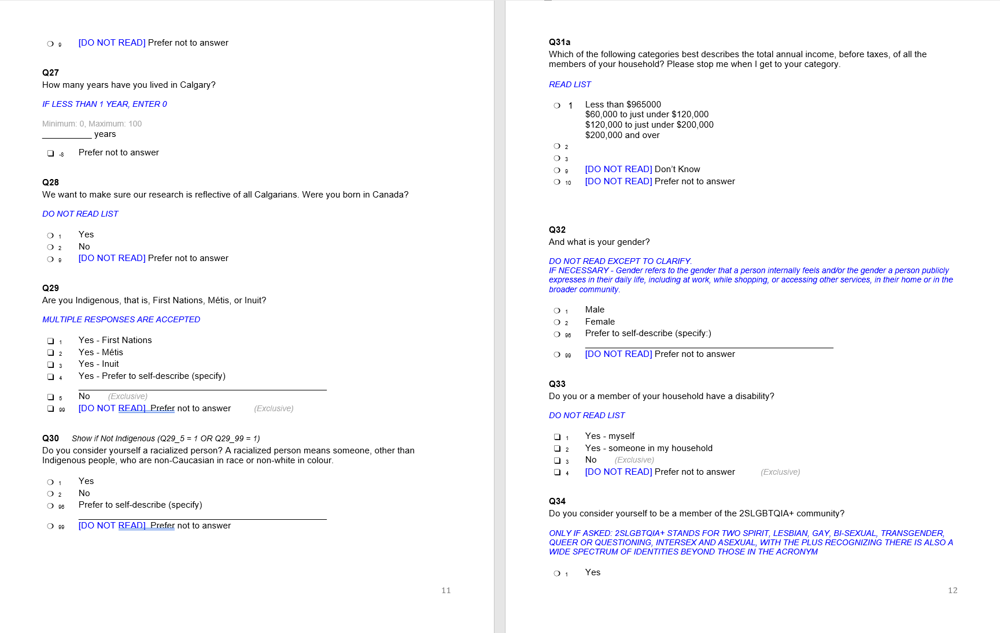 9 [DO NOT READ] Prefer not to answer
Q27
How many years have you lived in Calgary?
IF LESS THAN 1 YEAR, ENTER 0
Minimum: 0, Maximum: 100
__________ years
-8 Prefer not to answer
Q28
We want to make sure our research is reflective of all Calgarians. Were you born in Canada?
DO NOT READ LIST
1 Yes
2 No
9 [DO NOT READ] Prefer not to answer
Q29
Are you Indigenous, that is, First Nations, Métis, or Inuit?
MULTIPLE RESPONSES ARE ACCEPTED
1 Yes - First Nations
2 Yes - Métis
3 Yes - Inuit
4 Yes - Prefer to self-describe (specify)
5 No (Exclusive)
99 [DO NOT READ] Prefer not to answer (Exclusive)
Q30 Show if Not Indigenous (Q29_5 = 1 OR Q29_99 = 1)
Do you consider yourself a racialized person? A racialized person means someone, other than
Indigenous people, who are non-Caucasian in race or non-white in colour.
1 Yes
2 No
96 Prefer to self-describe (specify)
99 [DO NOT READ] Prefer not to answer
11
Q31a
Which of the following categories best describes the total annual income, before taxes, of all the
members of your household? Please stop me when I get to your category.
READ LIST
1 Less than $965000
$60,000 to just under $120,000
$120,000 to just under $200,000
$200,000 and over
2
3
9 [DO NOT READ] Don't Know
10 [DO NOT READ] Prefer not to answer
Q32
And what is your gender?
DO NOT READ EXCEPT TO CLARIFY.
IF NECESSARY - Gender refers to the gender that a person internally feels and/or the gender a person publicly
expresses in their daily life, including at work, while shopping, or accessing other services, in their home or in the
broader community.
1 Male
2 Female
96 Prefer to self-describe (specify:)
99 [DO NOT READ] Prefer not to answer
Q33
Do you or a member of your household have a disability?
DO NOT READ LIST
1 Yes - myself
2 Yes - someone in my household
3 No (Exclusive)
4 [DO NOT READ] Prefer not to answer (Exclusive)
Q34
Do you consider yourself to be a member of the 2SLGBTQIA+ community?
ONLY IF ASKED: 2SLGBTQIA+ STANDS FOR TWO SPIRIT, LESBIAN, GAY, BI-SEXUAL, TRANSGENDER,
QUEER OR QUESTIONING, INTERSEX AND ASEXUAL, WITH THE PLUS RECOGNIZING THERE IS ALSO A
WIDE SPECTRUM OF IDENTITIES BEYOND THOSE IN THE ACRONYM
1 Yes
12